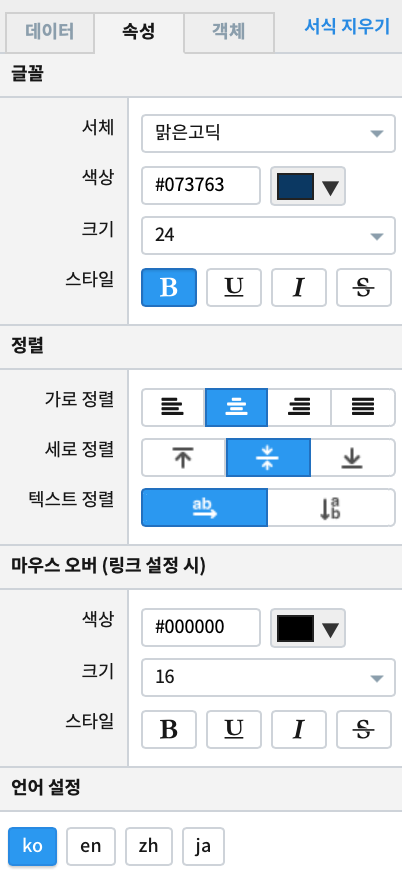 데이터 속성 객체 서식 지우기
글꼴
서체 맑은고딕
색상 #073763
크기 24
스타일 B U I S
정렬
가로 정렬
세로 정렬
텍스트 정렬 ab a b
마우스 오버 (링크 설정 시)
색상 #000000
크기 16
스타일 B U I S
언어 설정
ko en zh ja